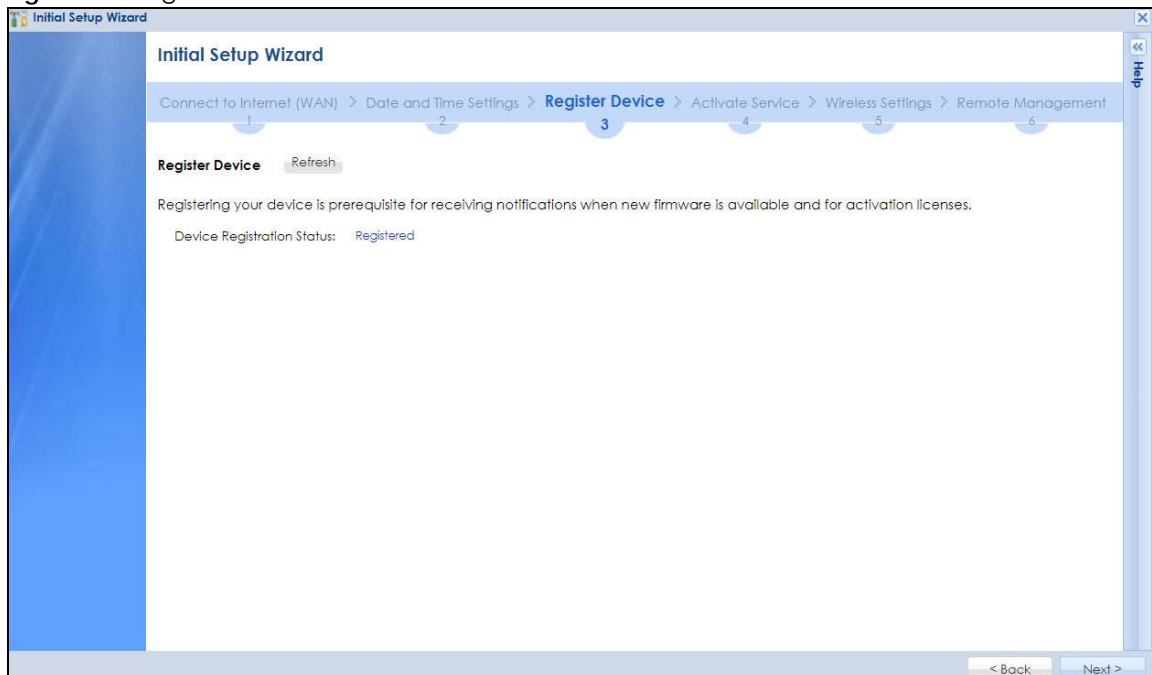 Initial Setup Wizard
Help
Initial Setup Wizard
Connect to Internet (WAN) > Date and Time Settings > Register Device > Activate Service > Wireless Settings > Remote Management
1 2 3 4 5 6
Register Device Refresh
Registering your device is prerequisite for receiving notifications when new firmware is available and for activation licenses.
Device Registration Status: Registered
< Back Next >